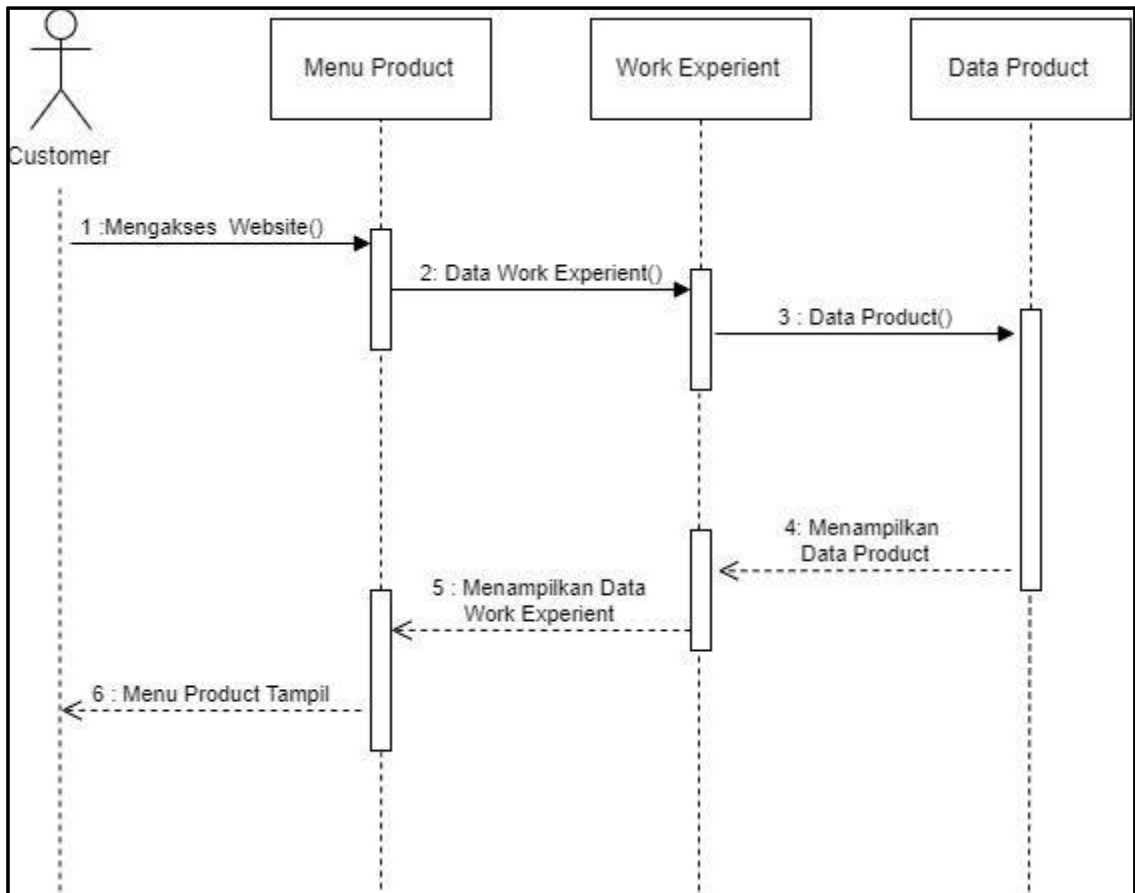 Menu Product
Work Experient
Data Product
Customer
1 :Mengakses Website()
2: Data Work Experient()
3 : Data Product()
4: Menampilkan
Data Product
5 : Menampilkan Data
Work Experient
6 : Menu Product Tampil